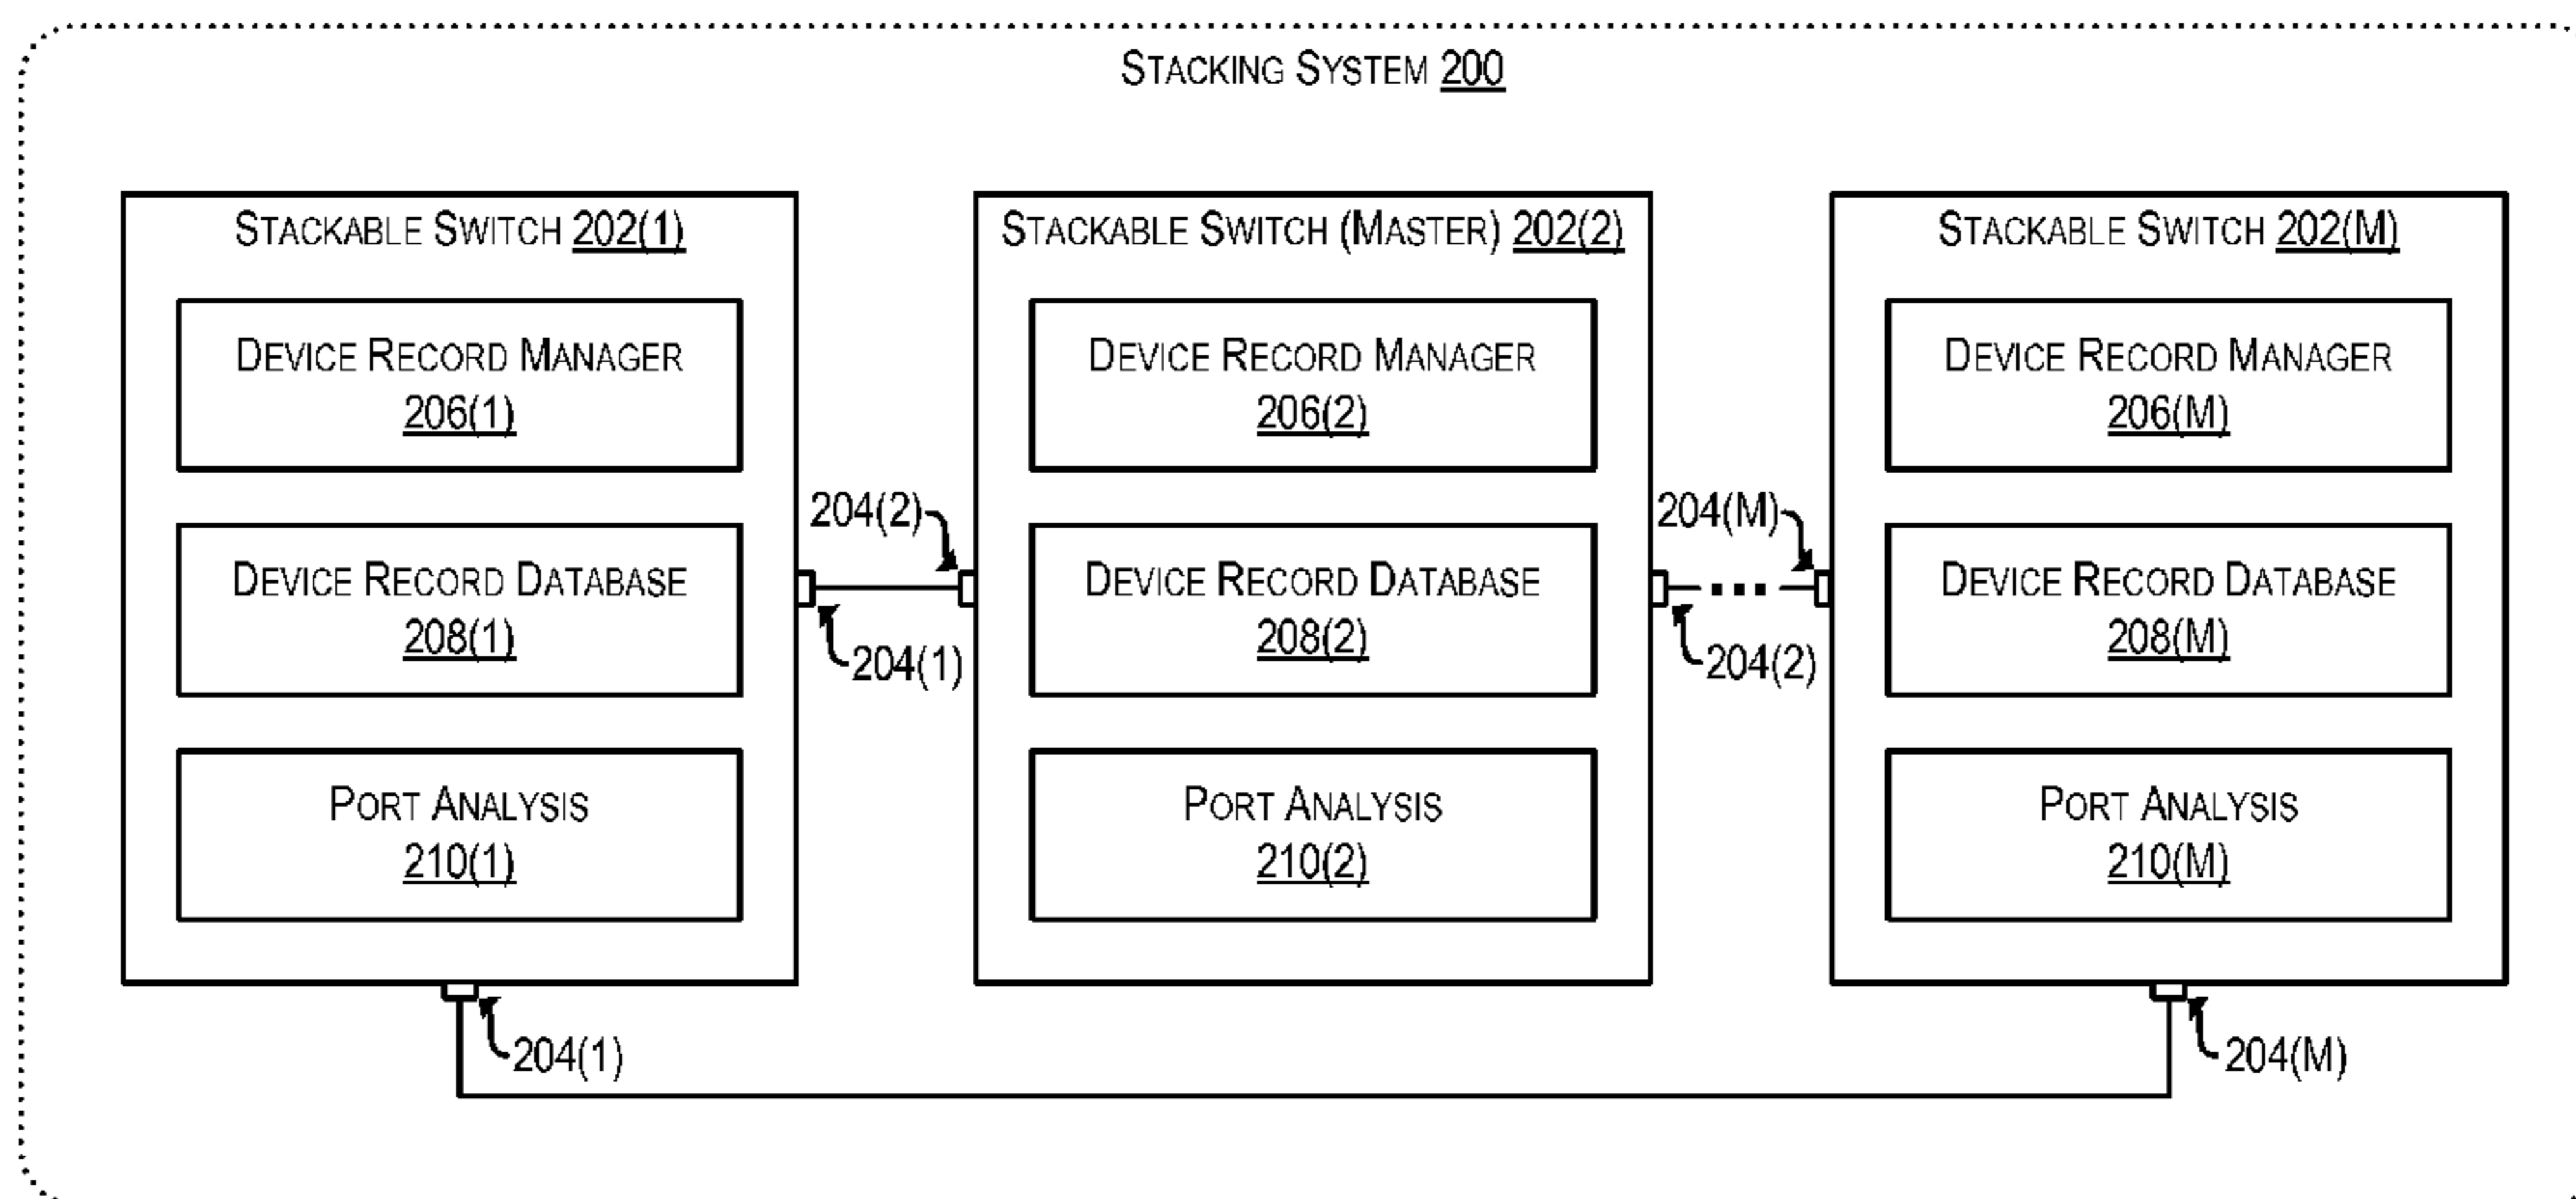 STACKING SYSTEM 200
STACKABLE SWITCH 202(1)
DEVICE RECORD MANAGER
206(1)
DEVICE RECORD DATABASE
208(1)
PORT ANALYSIS
210(1)
204(1)
204(2)
204(1)
STACKABLE SWITCH (MASTER) 202(2)
DEVICE RECORD MANAGER
206(2)
DEVICE RECORD DATABASE
208(2)
PORT ANALYSIS
210(2)
204(M)
204(2)
STACKABLE SWITCH 202(M)
DEVICE RECORD MANAGER
206(M)
DEVICE RECORD DATABASE
208(M)
PORT ANALYSIS
210(M)
204(M)